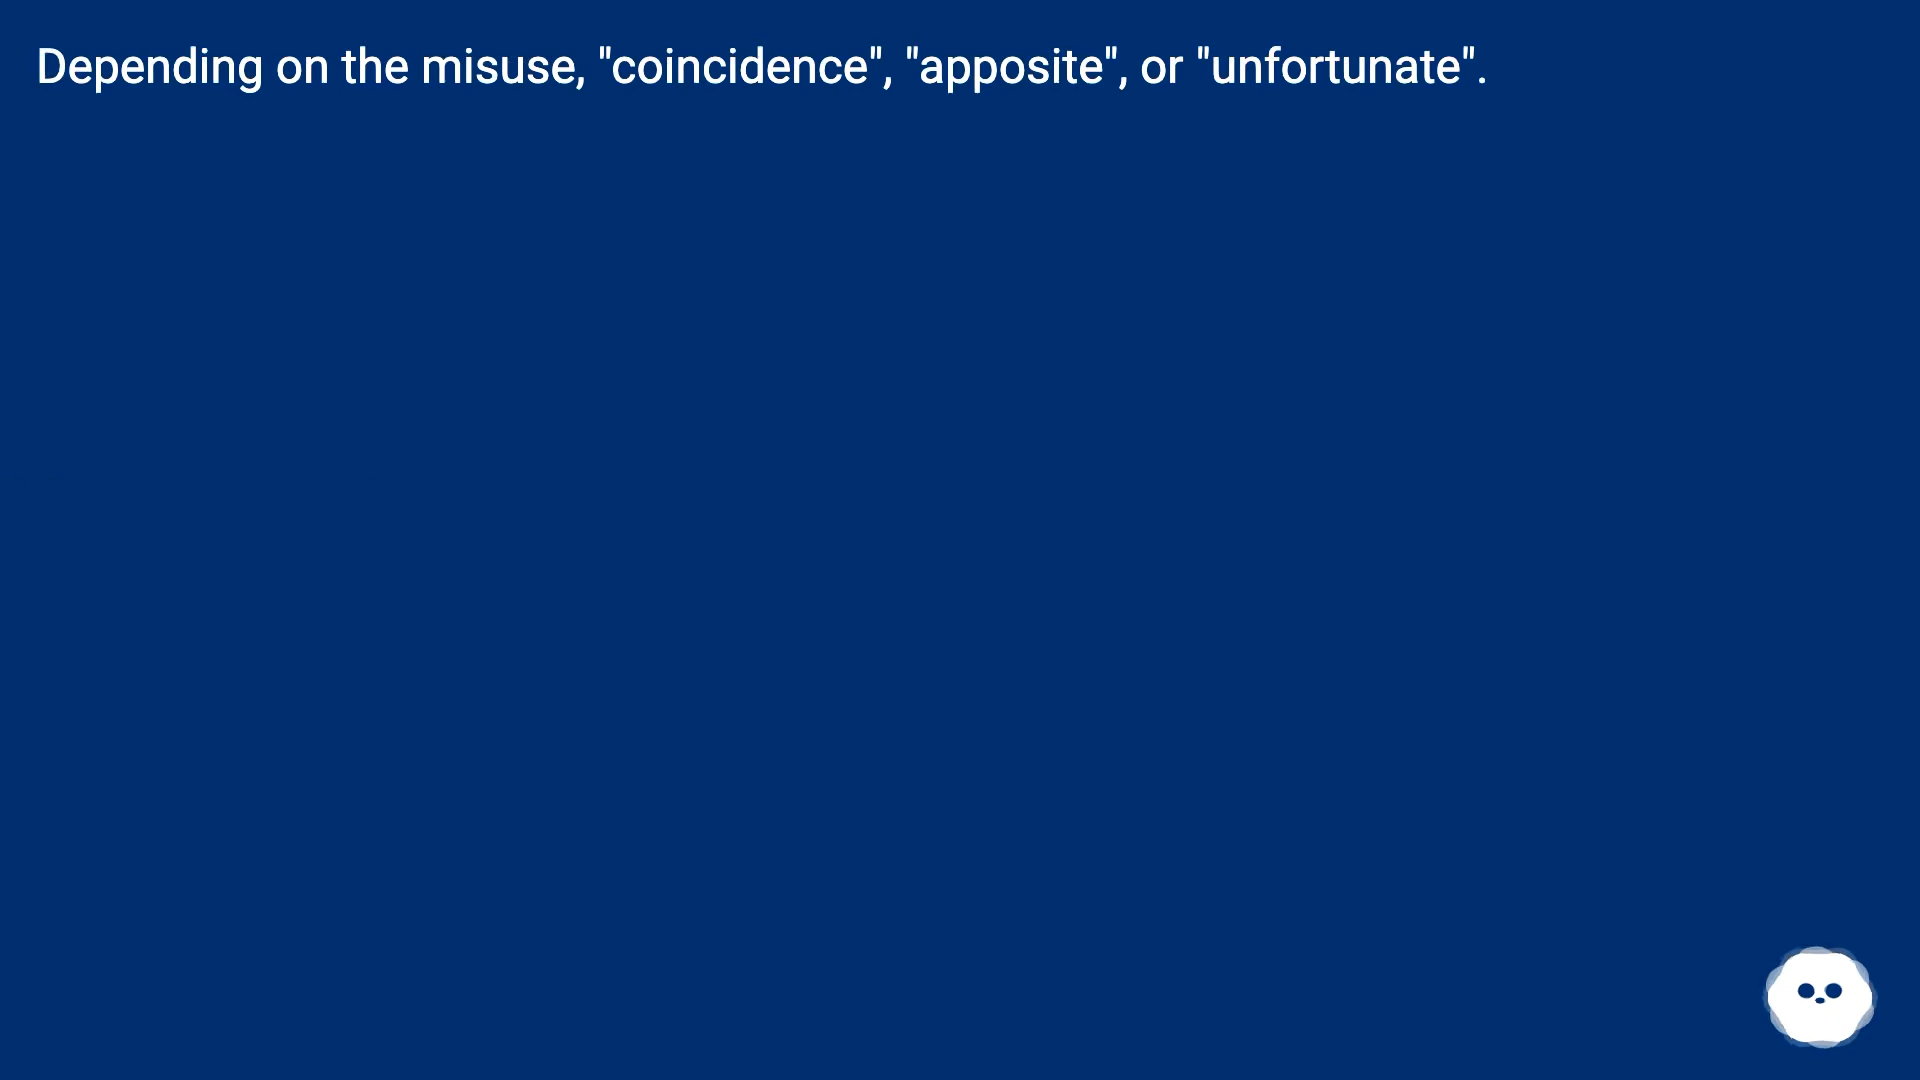 Depending on the misuse, "coincidence", "apposite", or "unfortunate".